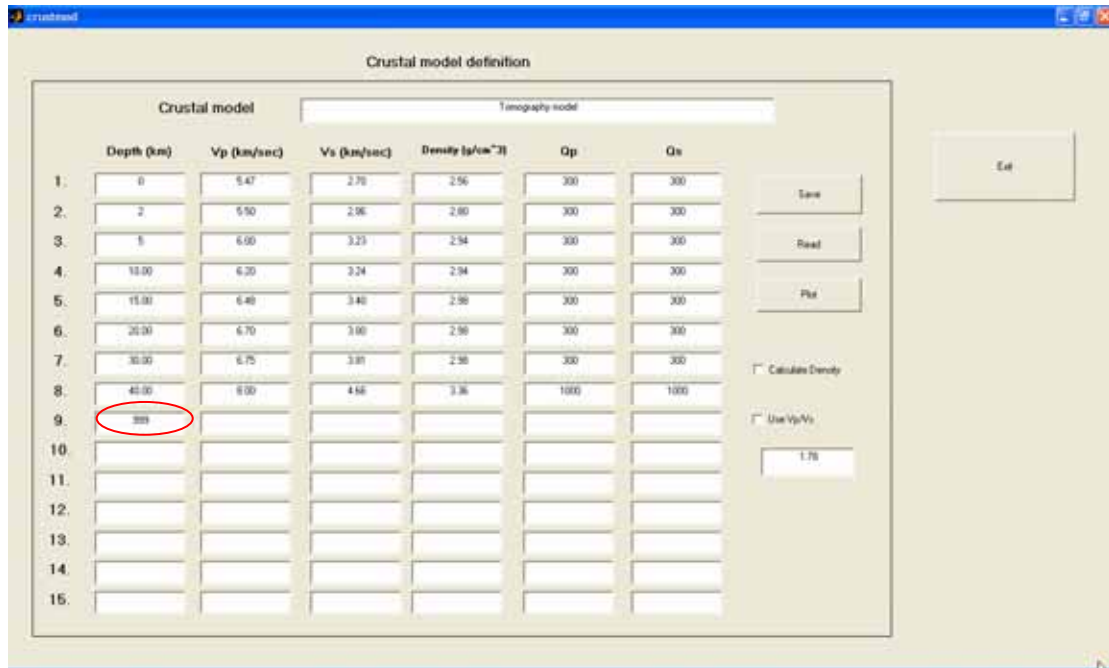 crustmod
Crustal model definition
Crustal model Tomography model
Depth (km) Vp (km/sec) Vs (km/sec) Density (g/cm^3) Qp Qs
1. 0 5.47 2.70 2.56 300 300
2. 2 5.50 2.86 2.80 300 300
3. 5 6.00 3.23 2.94 300 300
4. 10.00 6.20 3.24 2.94 300 300
5. 15.00 6.48 3.40 2.98 300 300
6. 20.00 6.70 3.80 2.98 300 300
7. 30.00 6.75 3.81 2.98 300 300
8. 40.00 8.00 4.66 3.36 1000 1000
9. 999
10.
11.
12.
13.
14.
15.
Save
Read
Plot
Calculate Density
Use Vp/Vs
1.78
Exit